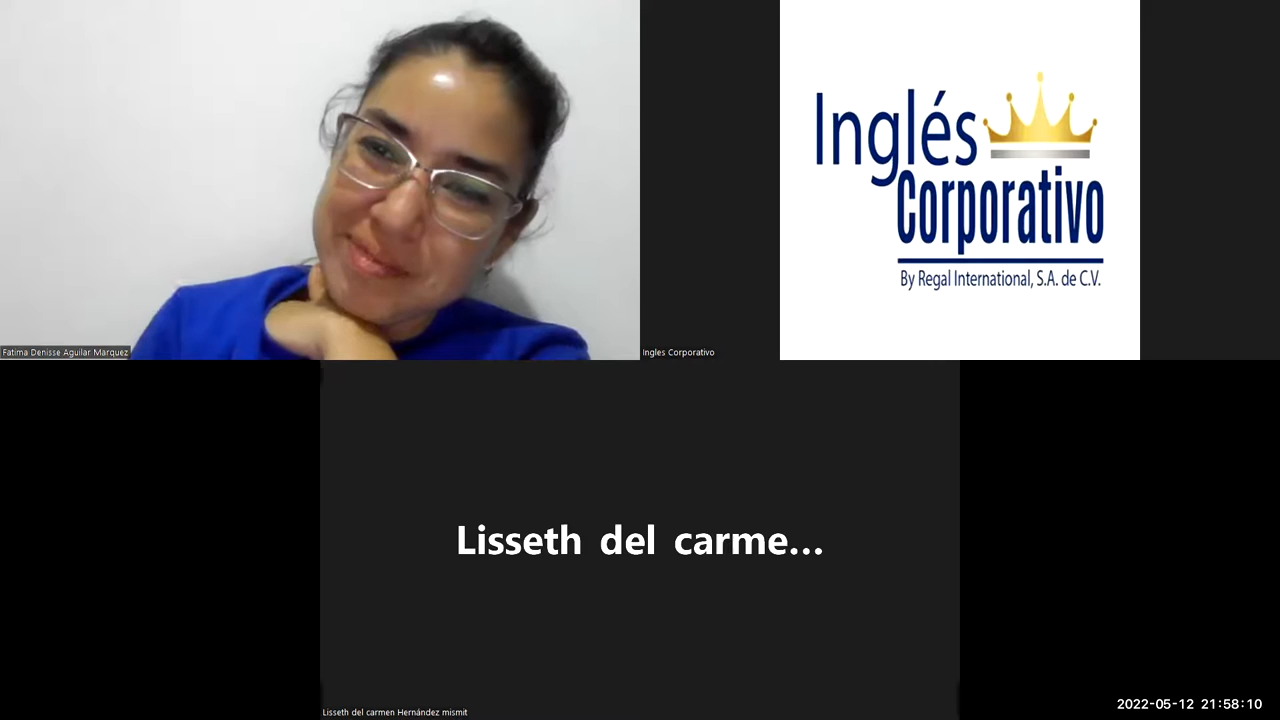 Inglés
Corporativo
By Regal International, S.A. de C.V.
Fatima Denisse Aguilar Marquez
Ingles Corporativo
Lisseth del carme...
Lisseth del carmen Hernández mismit
2022-05-12 21:58:10